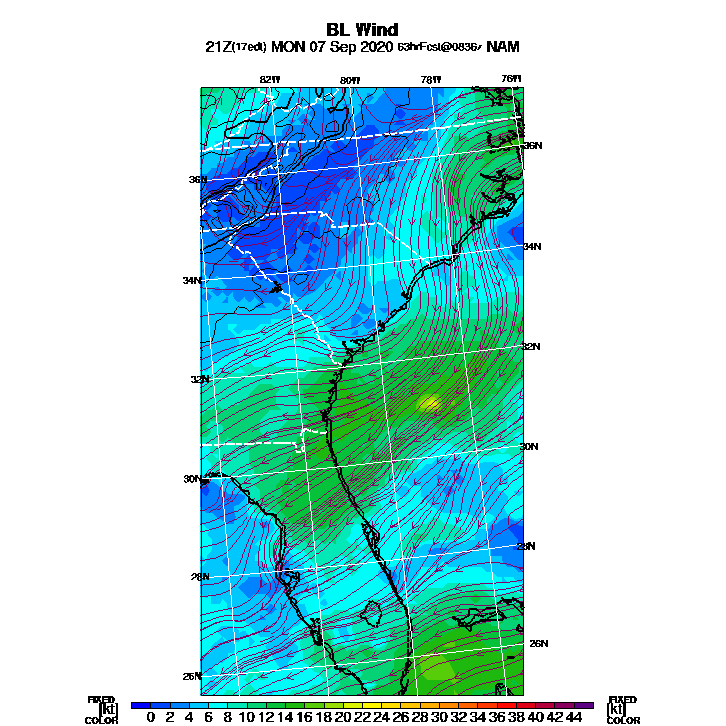 BL Wind
21Z(17edt) MON 07 Sep 2020 63hrFcst@0836z NAM
82W 80W 78W 76W
36N 36N
34N 34N
32N 32N
30N 30N
28N 28N
26N 26N
FIXED FIXED
[kt] 0 2 4 6 8 10 12 14 16 18 20 22 24 26 28 30 32 34 36 38 40 42 44 [kt]
COLOR COLOR